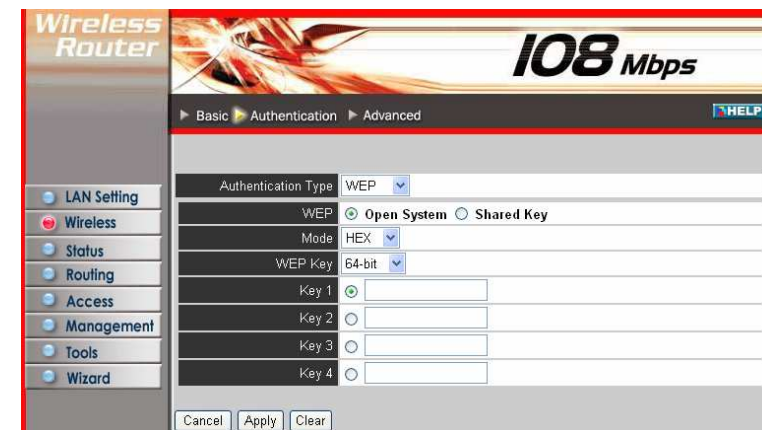 Wireless
Router
108 Mbps
Basic Authentication Advanced
HELP
LAN Setting
Wireless
Status
Routing
Access
Management
Tools
Wizard
Authentication Type WEP
WEP Open System Shared Key
Mode HEX
WEP Key 64-bit
Key 1
Key 2
Key 3
Key 4
Cancel Apply Clear